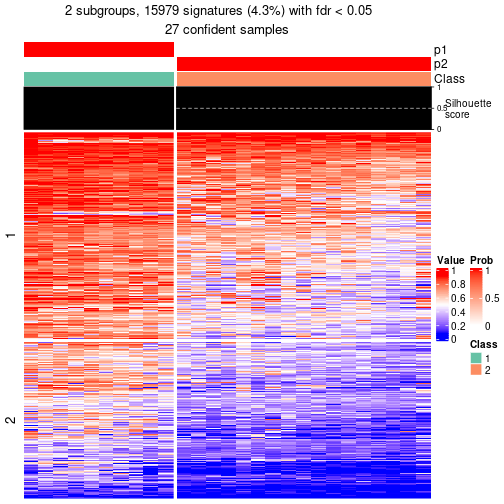 2 subgroups, 15979 signatures (4.3%) with fdr < 0.05
27 confident samples
p1
p2
Class
1
0.5
0
Silhouette
score
1
2
Value
1
0.8
0.6
0.4
0.2
0
Prob
1
0.5
0
Class
1
2